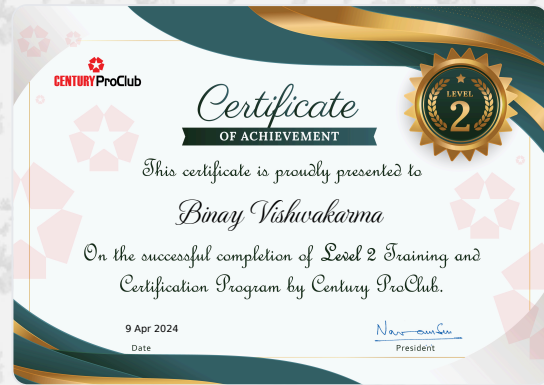 CENTURY ProClub
LEVEL
2
Certificate
OF ACHIEVEMENT
This certificate is proudly presented to
Binay Vishwakarma
On the successful completion of Level 2 Training and
Certification Program by Century ProClub.
9 Apr 2024
Date
President